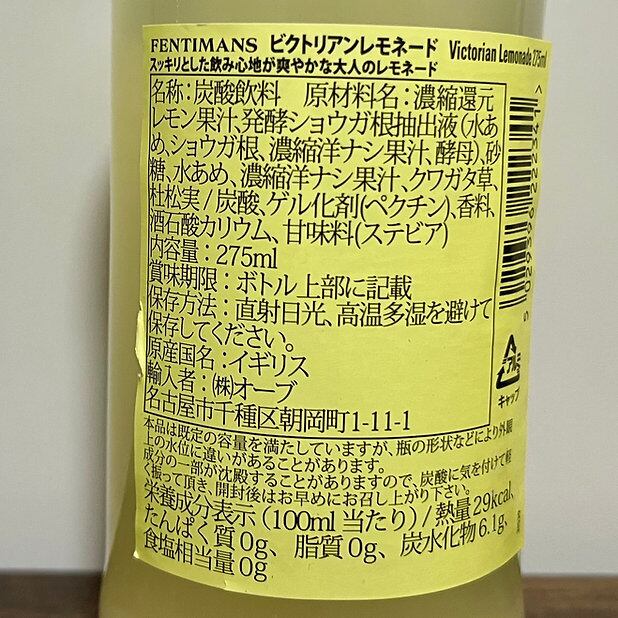 FENTIMANS ビクトリアンレモネード Victorian Lemonade 275ml
スッキリとした飲み心地が爽やかな大人のレモネード
名称：炭酸飲料　原材料名：濃縮還元
レモン果汁、発酵ショウガ根抽出液（水あ
め、ショウガ根、濃縮洋ナシ果汁、酵母）、砂
糖、水あめ、濃縮洋ナシ果汁、クワガタ草、
杜松実/炭酸、ゲル化剤(ペクチン)、香料、
酒石酸カリウム、甘味料(ステビア)
内容量：275ml
賞味期限：ボトル上部に記載
保存方法：直射日光、高温多湿を避けて
保存してください。
原産国名：イギリス
輸入者：㈱オーブ
名古屋市千種区朝岡町1-11-1
アルミ
キャップ
本品は既定の容量を満たしていますが、瓶の形状などにより外観
上の水位に違いがあることがあります。
成分の一部が沈殿することがありますので、炭酸に気を付けて軽
く振って頂き、開封後はお早めにお召し上がり下さい。
栄養成分表示（100ml当たり）/熱量29kcal、
たんぱく質0g、脂質0g、炭水化物6.1g、
食塩相当量0g